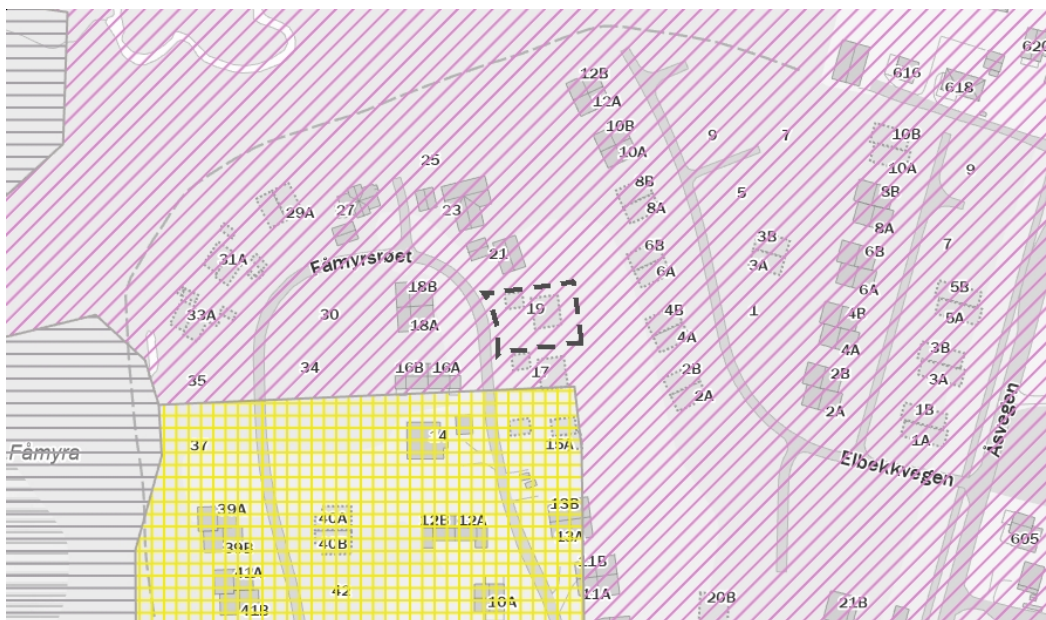 620
616
618
12B
12A
10B
10A
9
7
10B
10A
9
25
8B
8A
5
8B
8A
29A
27
23
21
3B
3A
6B
6A
6B
6A
7
31A
Fåmyrsrøet
18B
18A
19
4B
4A
1
4B
4A
5B
5A
33A
30
34
16B
16A
17
2B
2A
2B
2A
3B
3A
35
1B
1A
Åsvegen
Elbekkvegen
Fåmyra
37
14
15A
39A
39B
40A
40B
12B
12A
13B
13A
605
41A
41B
42
10A
11B
11A
20B
21B